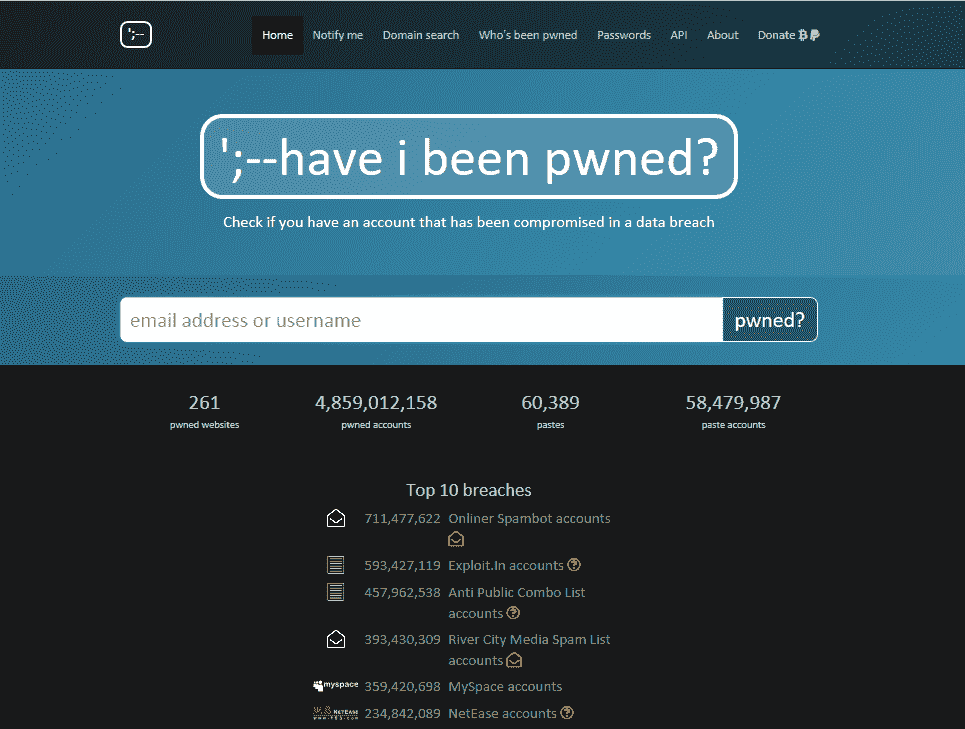 ';--
Home Notify me Domain search Who's been pwned Passwords API About Donate
';--have i been pwned?
Check if you have an account that has been compromised in a data breach
email address or username pwned?
261 4,859,012,158 60,389 58,479,987
pwned websites pwned accounts pastes paste accounts
Top 10 breaches
711,477,622 Onliner Spambot accounts
593,427,119 Exploit.In accounts
457,962,538 Anti Public Combo List
accounts
393,430,309 River City Media Spam List
accounts
myspace 359,420,698 MySpace accounts
NETEASE 234,842,089 NetEase accounts